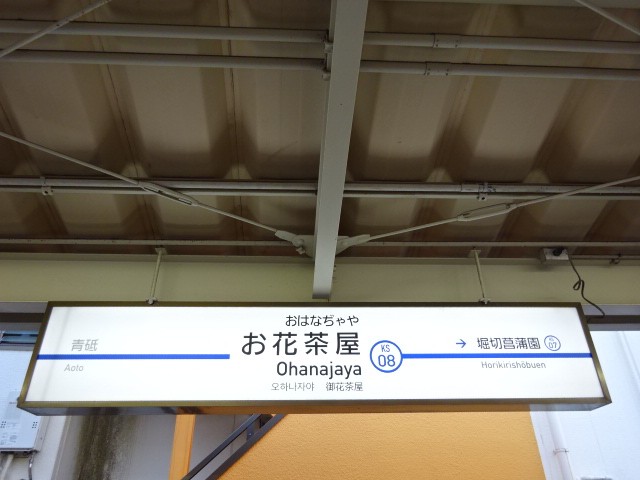 おはなぢゃや
お花茶屋
Ohanajaya
오하나자야 御花茶屋
KS
08
青砥
Aoto
→ 堀切菖蒲園
Horikirishōbuen
KS
07